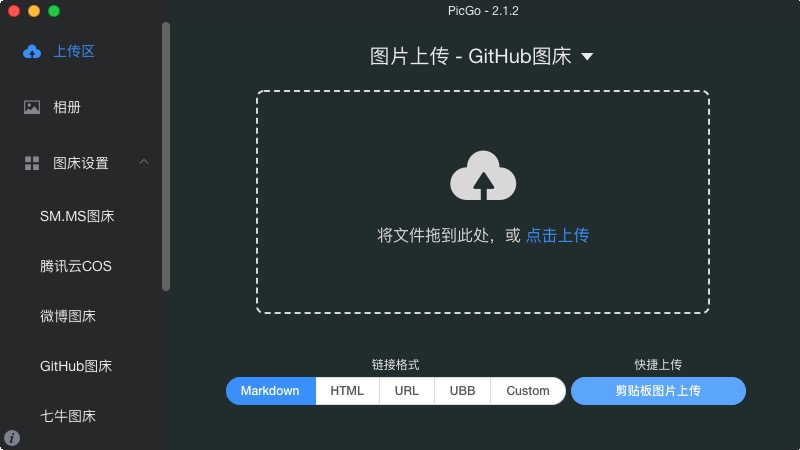 PicGo - 2.1.2
上传区
相册
图床设置
SM.MS图床
腾讯云COS
微博图床
GitHub图床
七牛图床
图片上传 - GitHub图床
将文件拖到此处，或 点击上传
链接格式
Markdown HTML URL UBB Custom
快捷上传
剪贴板图片上传
i